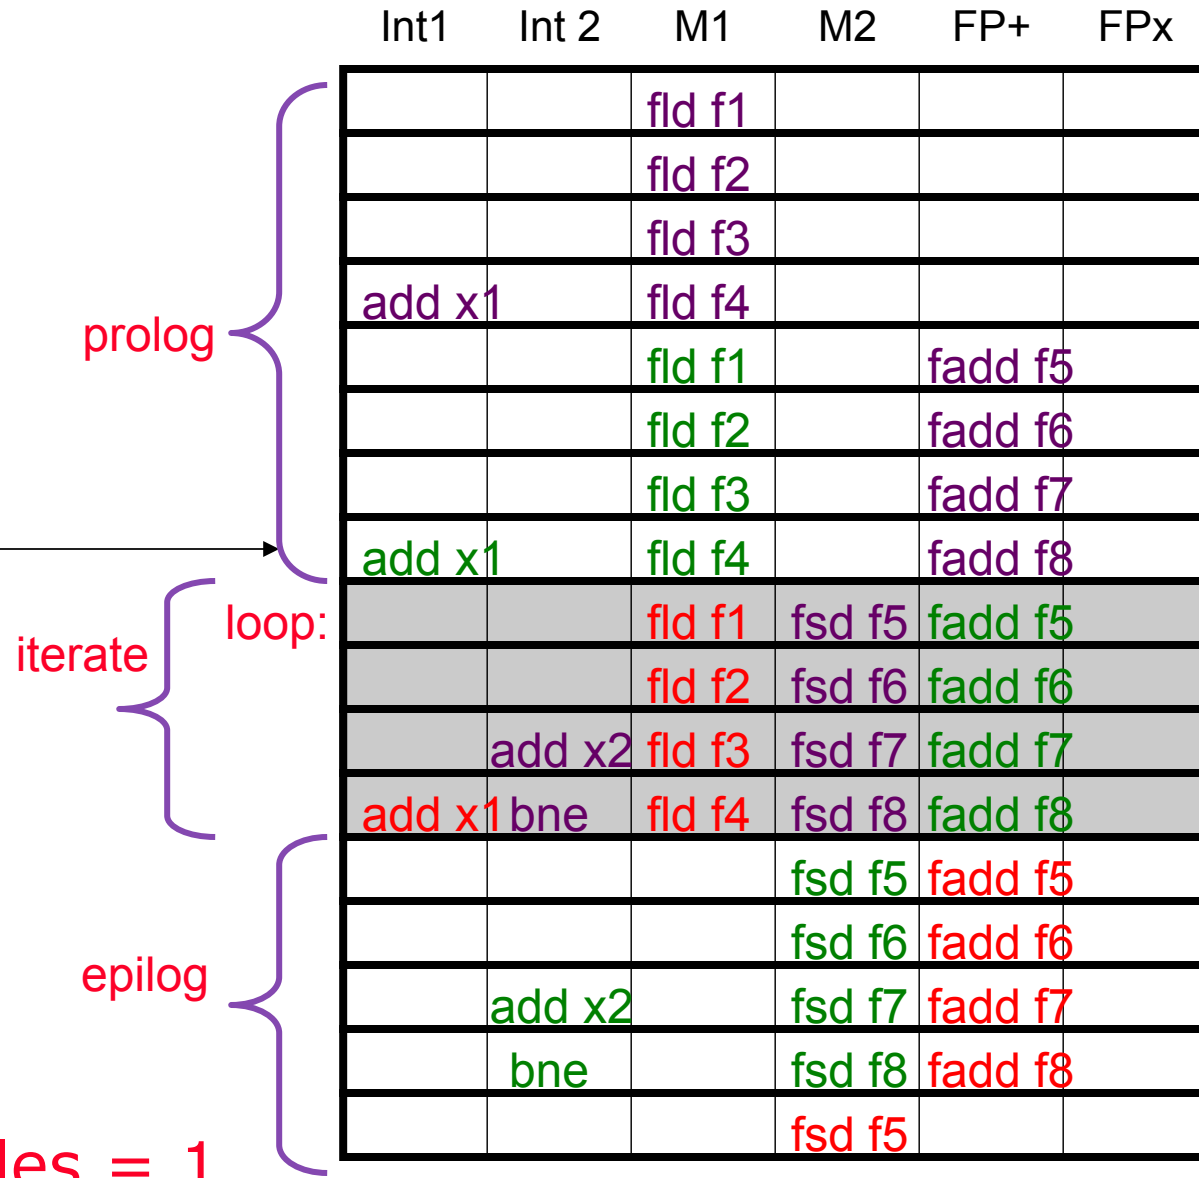 Int1 Int 2 M1 M2 FP+ FPx
fld f1
fld f2
fld f3
add x1 fld f4
prolog
fld f1 fadd f5
fld f2 fadd f6
fld f3 fadd f7
add x1 fld f4 fadd f8
loop: fld f1 fsd f5 fadd f5
iterate
fld f2 fsd f6 fadd f6
add x2 fld f3 fsd f7 fadd f7
add x1 bne fld f4 fsd f8 fadd f8
fsd f5 fadd f5
fsd f6 fadd f6
epilog
add x2 fsd f7 fadd f7
bne fsd f8 fadd f8
fsd f5
= 1